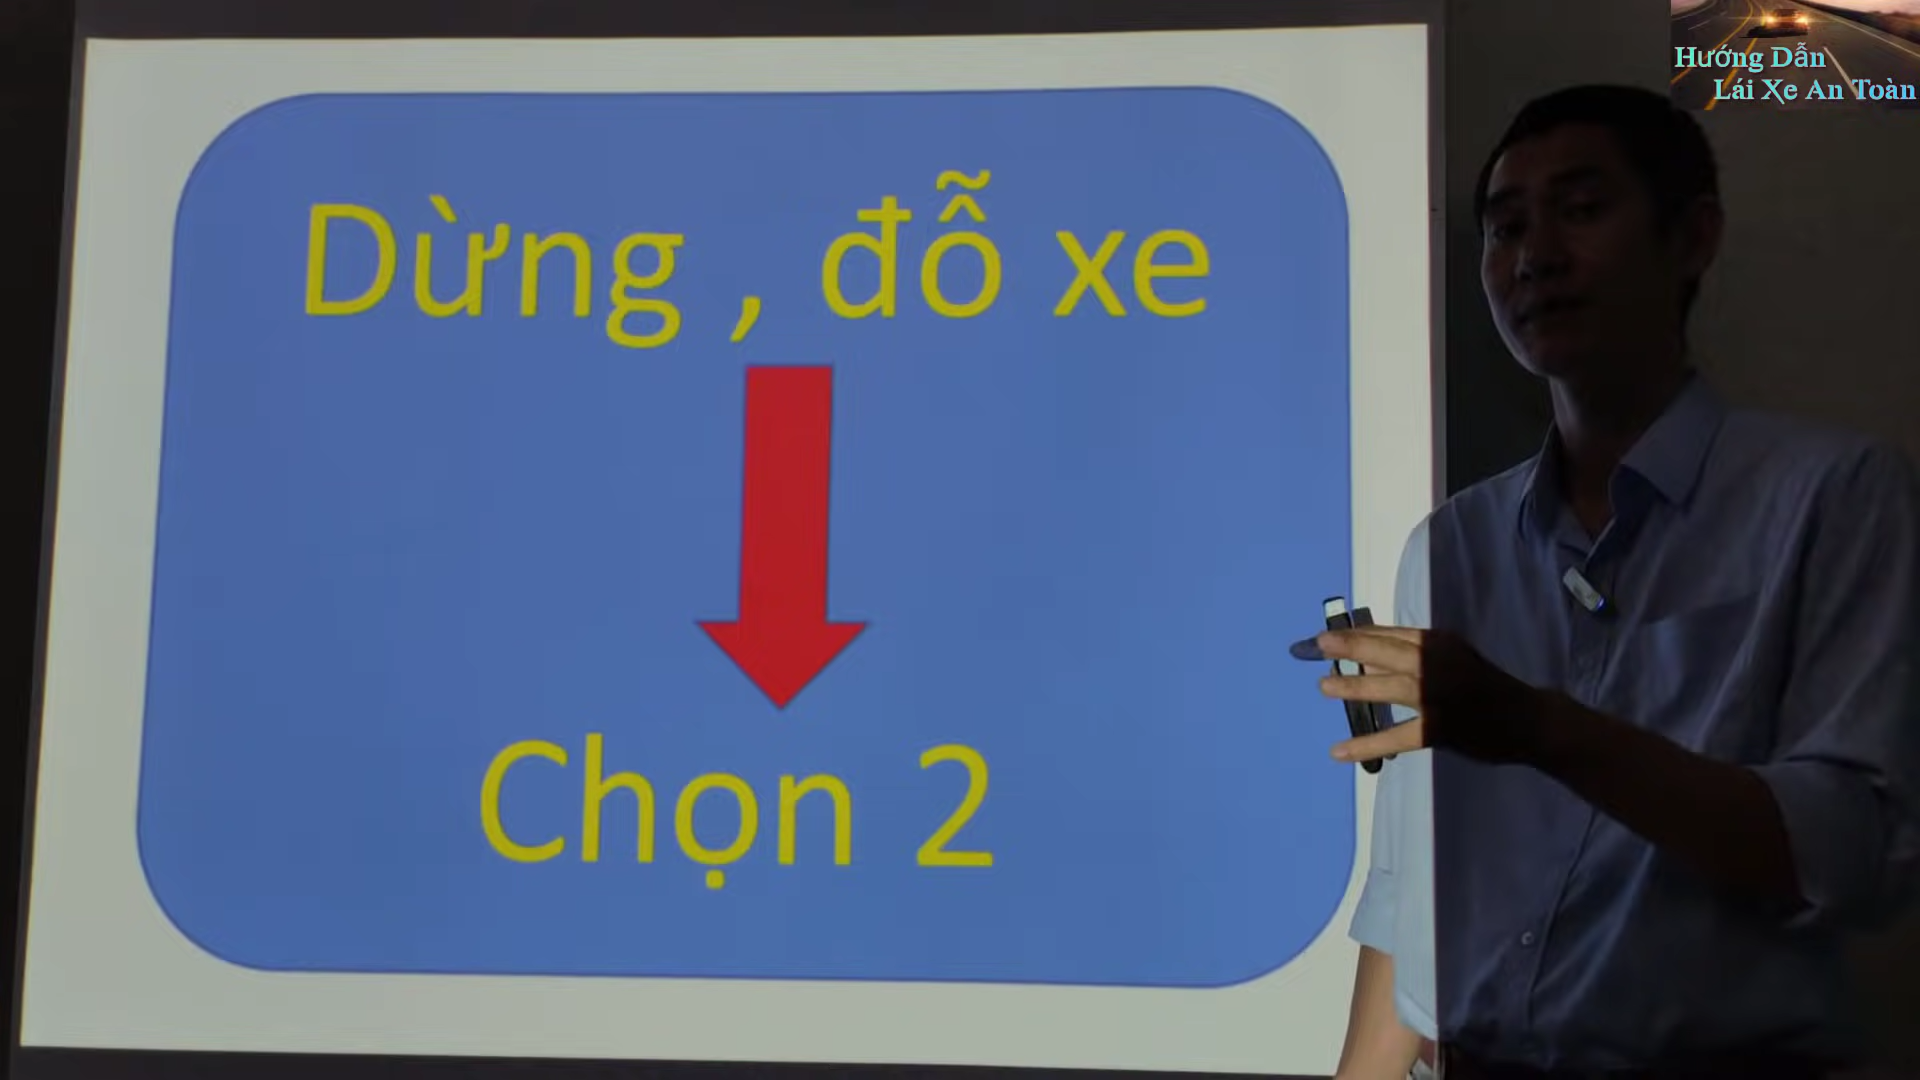 Hướng Dẫn
Lái Xe An Toàn
Dừng , đỗ xe
Chọn 2